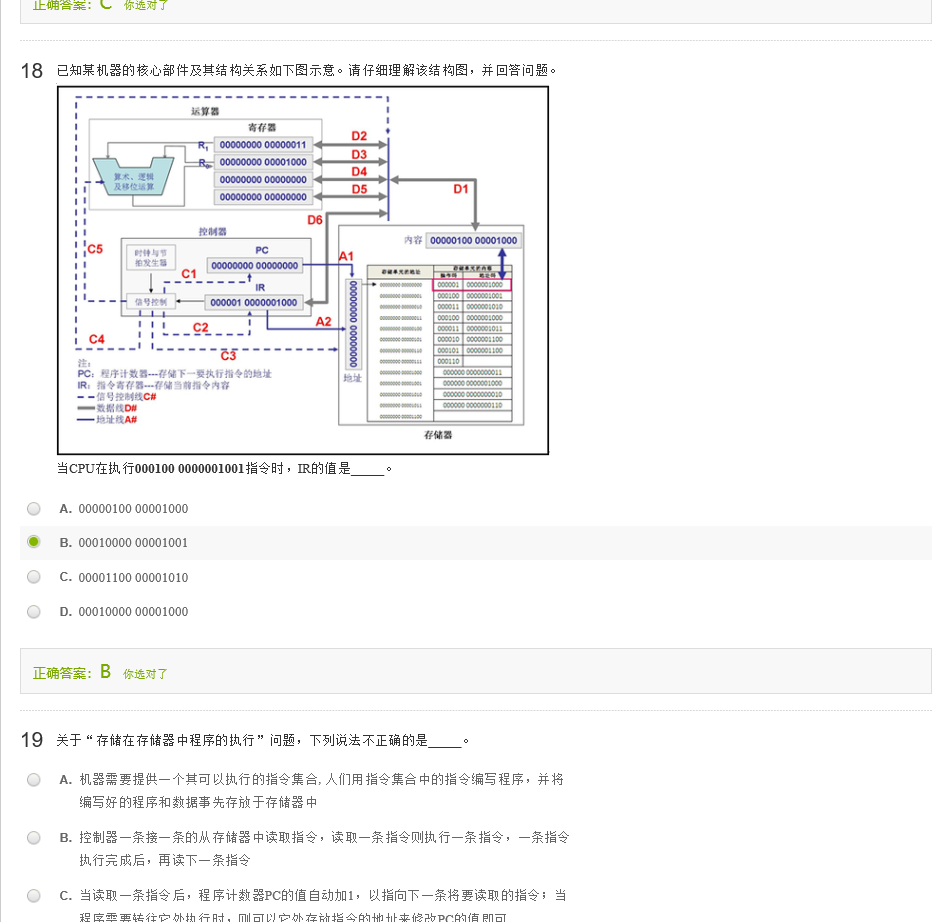 正确答案: C 你选对了
18 已知某机器的核心部件及其结构关系如下图示意。请仔细理解该结构图,并回答问题。
运算器
寄存器
R1 00000000 00000011 D2
R0 00000000 00001000 D3
算术、逻辑
及移位运算
00000000 00000000 D4
00000000 00000000 D5
D1
D6
控制器
内容 00000100 00001000
时钟与节
拍发生器
C5
PC
00000000 00000000
A1
C1
IR
信号控制
000001 0000001000
C2
A2
C4
C3
存储单元的地址
存储单元的内容
操作码 地址码
00000000 00000000 000001 0000001000
00000000 00000001 000100 0000001001
00000000 00000010 000011 0000001010
00000000 00000011 000100 0000001000
00000000 00000100 000011 0000001011
00000000 00000101 000010 0000001100
00000000 00000110 000101 0000001100
00000000 00000111 000110
00000000 00001000 000000 0000000011
00000000 00001001 000000 0000001000
00000000 00001010 000000 0000000010
00000000 00001011 000000 0000000110
00000000 00001100
地址
存储器
注:
PC: 程序计数器---存储下一要执行指令的地址
IR: 指令寄存器---存储当前指令内容
信号控制线C#
数据线D#
地址线A#
当CPU在执行000100 0000001001指令时,IR的值是_____。
A. 00000100 00001000
B. 00010000 00001001
C. 00001100 00001010
D. 00010000 00001000
正确答案: B 你选对了
19 关于“存储在存储器中程序的执行”问题,下列说法不正确的是_____。
A. 机器需要提供一个其可以执行的指令集合,人们用指令集合中的指令编写程序,并将
编写好的程序和数据事先存放于存储器中
B. 控制器一条接一条的从存储器中读取指令,读取一条指令则执行一条指令,一条指令
执行完成后,再读下一条指令
C. 当读取一条指令后,程序计数器PC的值自动加1,以指向下一条将要读取的指令;当
程序需要转往它处执行时,则可以它处存放指令的地址来修改PC的值即可